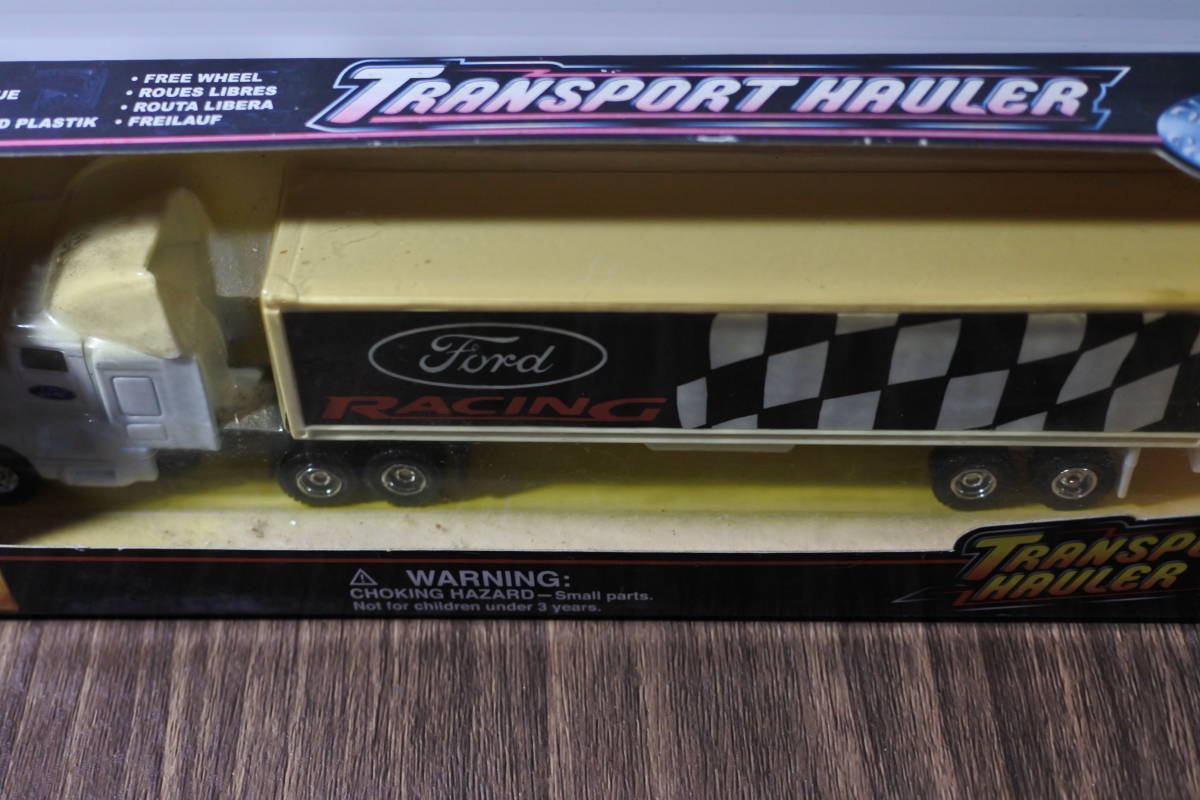 UE
D PLASTIK
• FREE WHEEL
• ROUES LIBRES
• ROUTA LIBERA
• FREILAUF
TRANSPORT HAULER
Ford
RACING
⚠ WARNING:
CHOKING HAZARD — Small parts.
Not for children under 3 years.
TRANSPO
HAULER